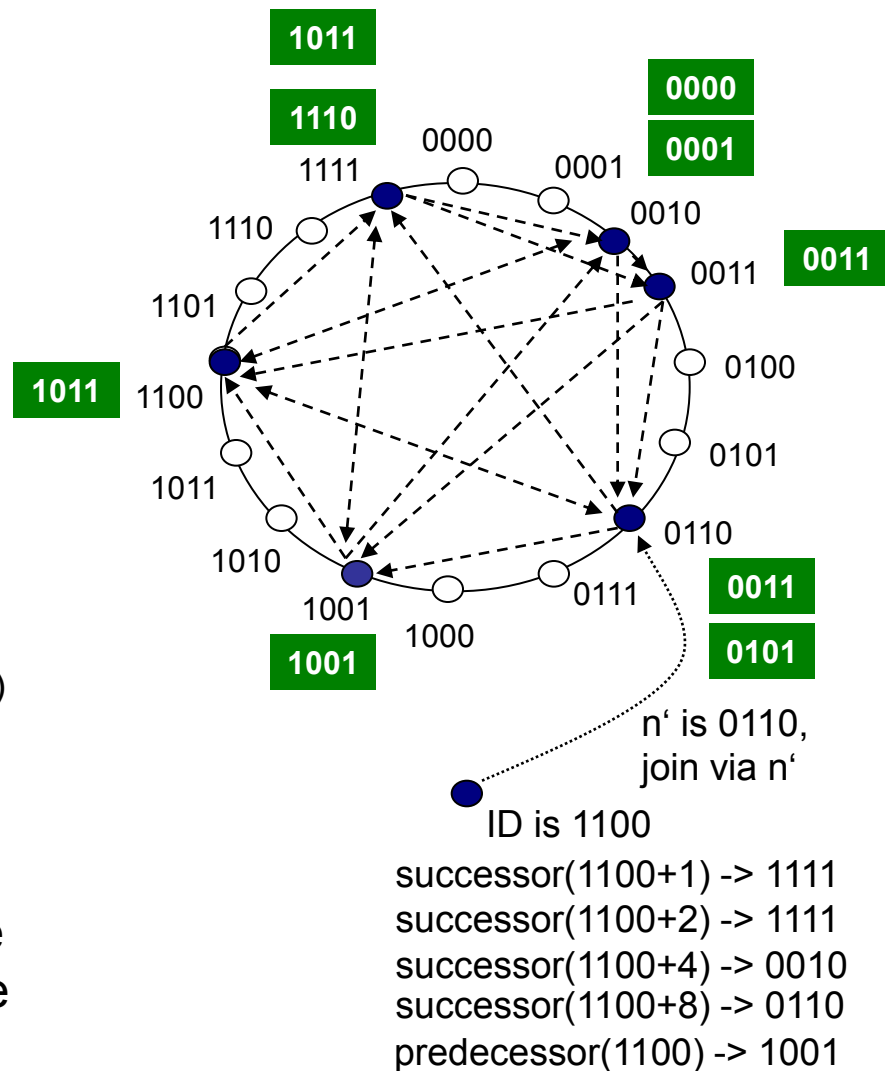 1011
1110
0000
0001
0000
0001
1111
0010
1110
0011
0011
1101
0100
1011
1100
0101
1011
0110
1010
0111
1001
1000
0011
0101
1001
)
n‘ is 0110,
join via n‘
ID is 1100
successor(1100+1) -> 1111
successor(1100+2) -> 1111
e
successor(1100+4) -> 0010
e
successor(1100+8) -> 0110
predecessor(1100) -> 1001